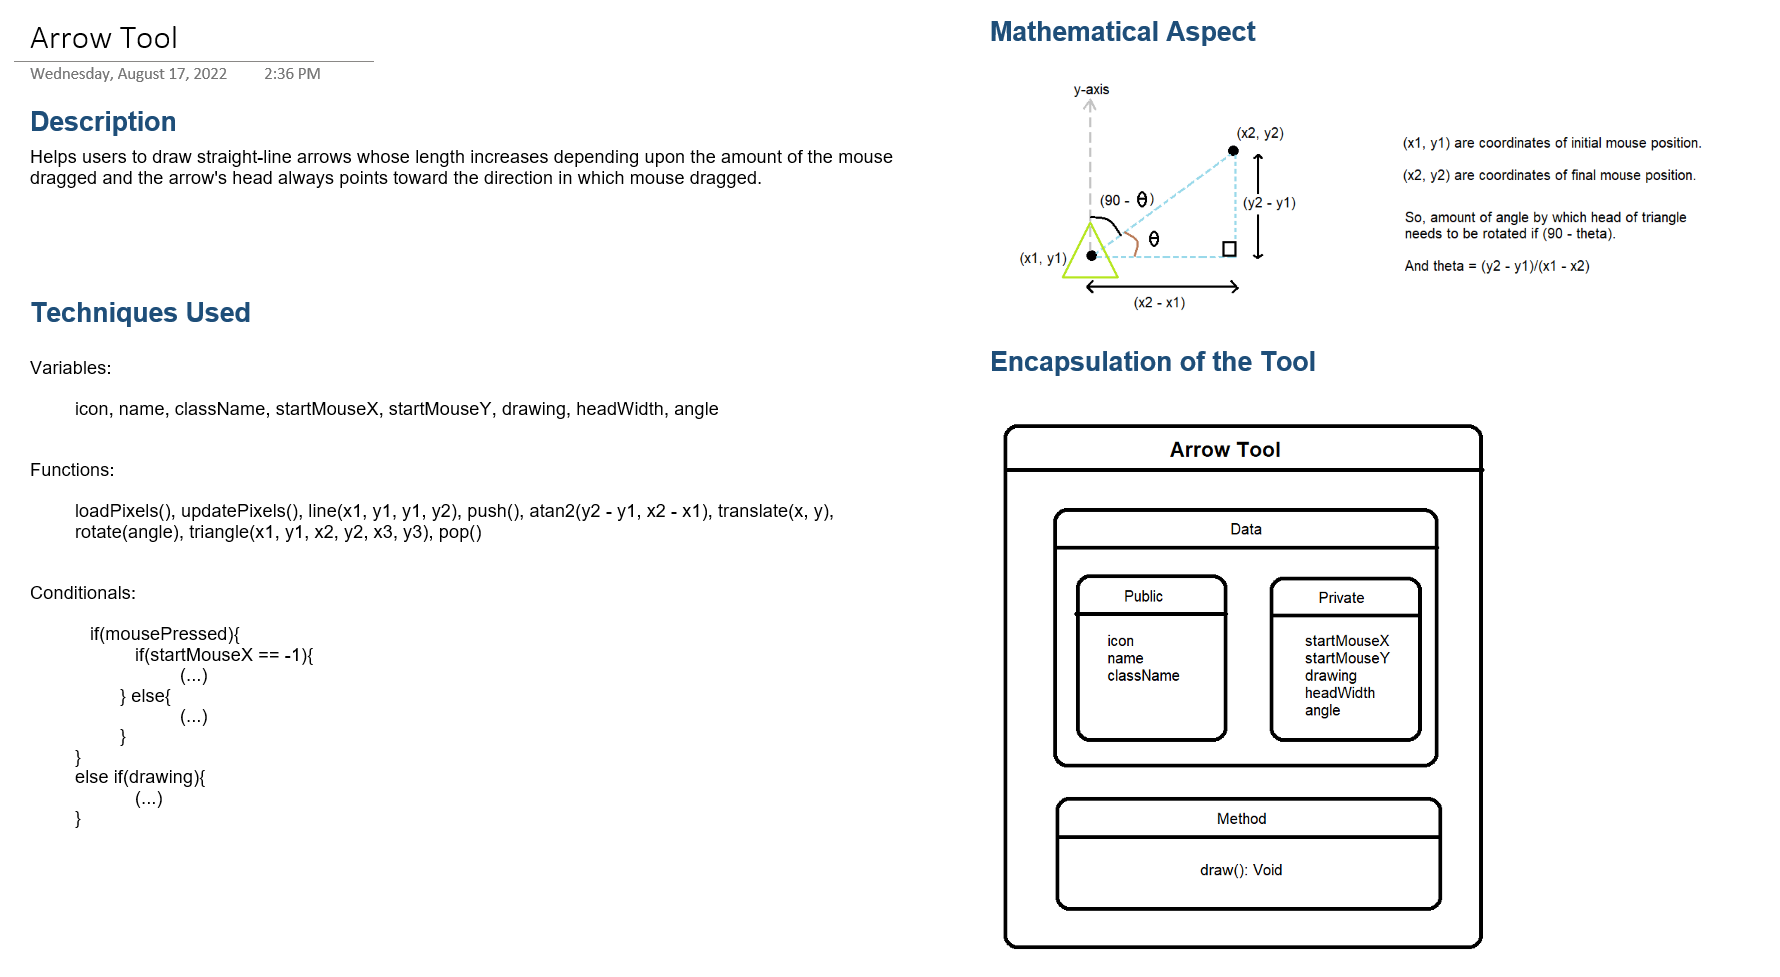 Arrow Tool
Wednesday, August 17, 2022 2:36 PM
Description
Helps users to draw straight-line arrows whose length increases depending upon the amount of the mouse
dragged and the arrow's head always points toward the direction in which mouse dragged.
Techniques Used
Variables:
icon, name, className, startMouseX, startMouseY, drawing, headWidth, angle
Functions:
loadPixels(), updatePixels(), line(x1, y1, y1, y2), push(), atan2(y2 - y1, x2 - x1), translate(x, y),
rotate(angle), triangle(x1, y1, x2, y2, x3, y3), pop()
Conditionals:
if(mousePressed){
if(startMouseX == -1){
(...)
} else{
(...)
}
}
else if(drawing){
(...)
}
Mathematical Aspect
y-axis
(x2, y2)
(90 - θ)
(y2 - y1)
θ
(x1, y1)
(x2 - x1)
(x1, y1) are coordinates of initial mouse position.
(x2, y2) are coordinates of final mouse position.
So, amount of angle by which head of triangle
needs to be rotated if (90 - theta).
And theta = (y2 - y1)/(x1 - x2)
Encapsulation of the Tool
Arrow Tool
Data
Public
icon
name
className
Private
startMouseX
startMouseY
drawing
headWidth
angle
Method
draw(): Void